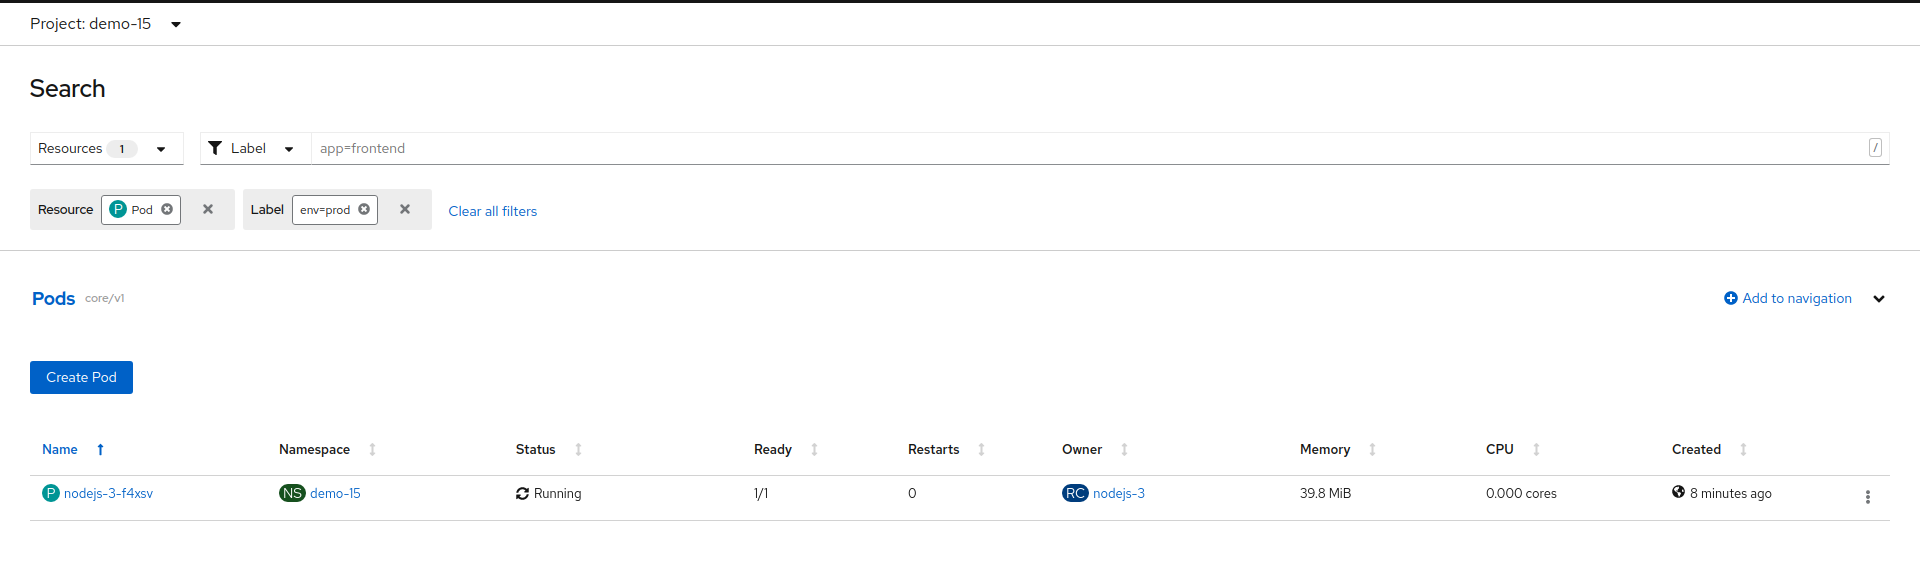 Project: demo-15
Search
Resources 1 Label app=frontend /
Resource P Pod Label env=prod Clear all filters
Pods core/v1 Add to navigation
Create Pod
Name Namespace Status Ready Restarts Owner Memory CPU Created
P nodejs-3-f4xsv NS demo-15 Running 1/1 0 RC nodejs-3 39.8 MiB 0.000 cores 8 minutes ago